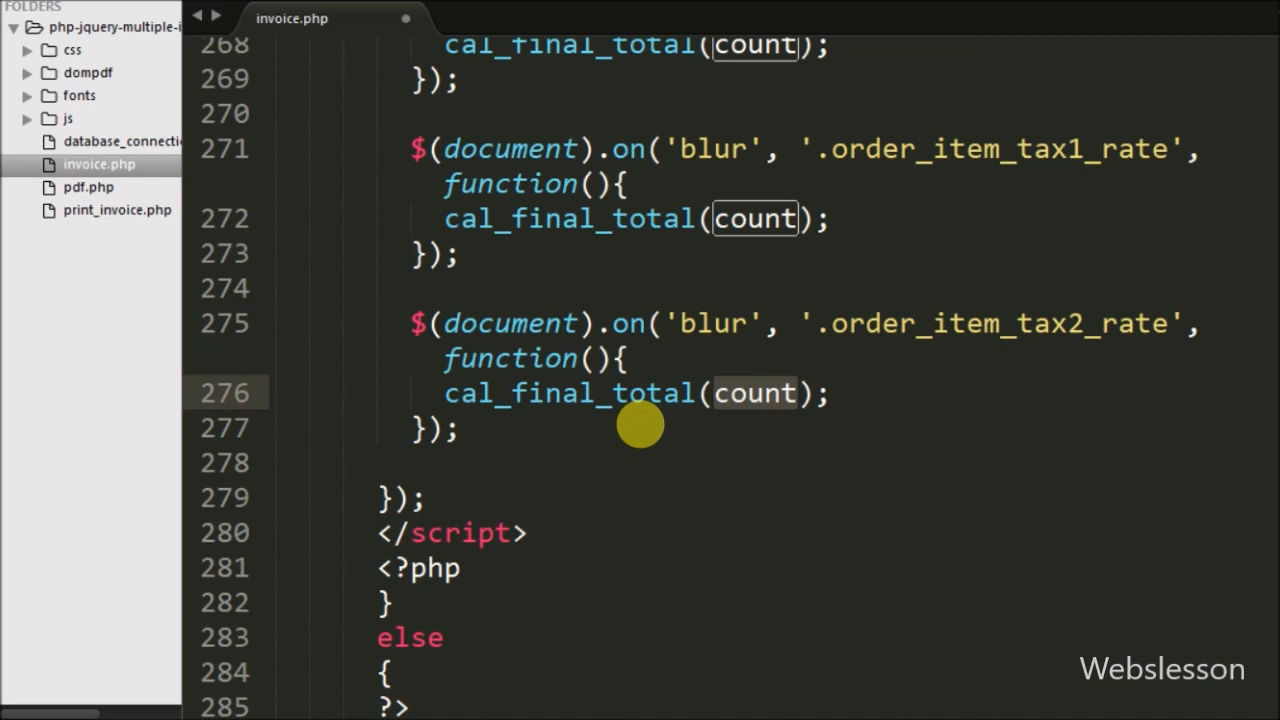 FOLDERS
php-jquery-multiple-i
css
dompdf
fonts
js
database_connecti
invoice.php
pdf.php
print_invoice.php
invoice.php
268 cal_final_total(count);
269 });
270
271 $(document).on('blur', '.order_item_tax1_rate',
function(){
272 cal_final_total(count);
273 });
274
275 $(document).on('blur', '.order_item_tax2_rate',
function(){
276 cal_final_total(count);
277 });
278
279 });
280 </script>
281 <?php
282 }
283 else
284 {
285 ?>
Webslesson